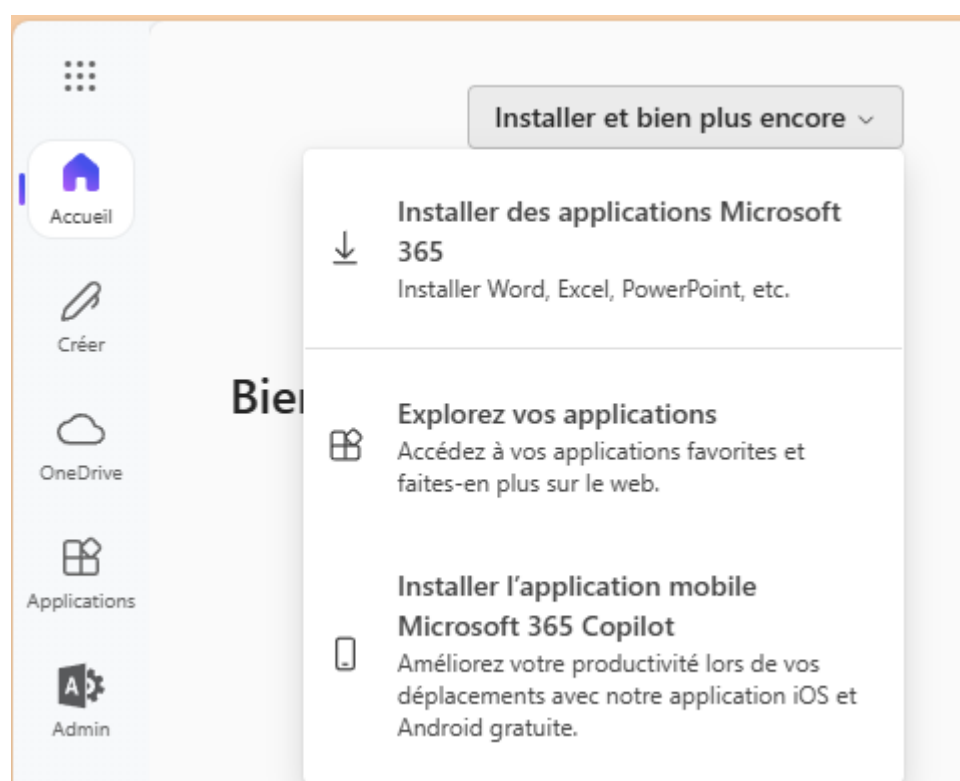 Installer et bien plus encore
Accueil
Installer des applications Microsoft
365
Installer Word, Excel, PowerPoint, etc.
Créer
Bie
Explorez vos applications
Accédez à vos applications favorites et
faites-en plus sur le web.
OneDrive
Applications
Installer l’application mobile
Microsoft 365 Copilot
Améliorez votre productivité lors de vos
déplacements avec notre application iOS et
Android gratuite.
Admin